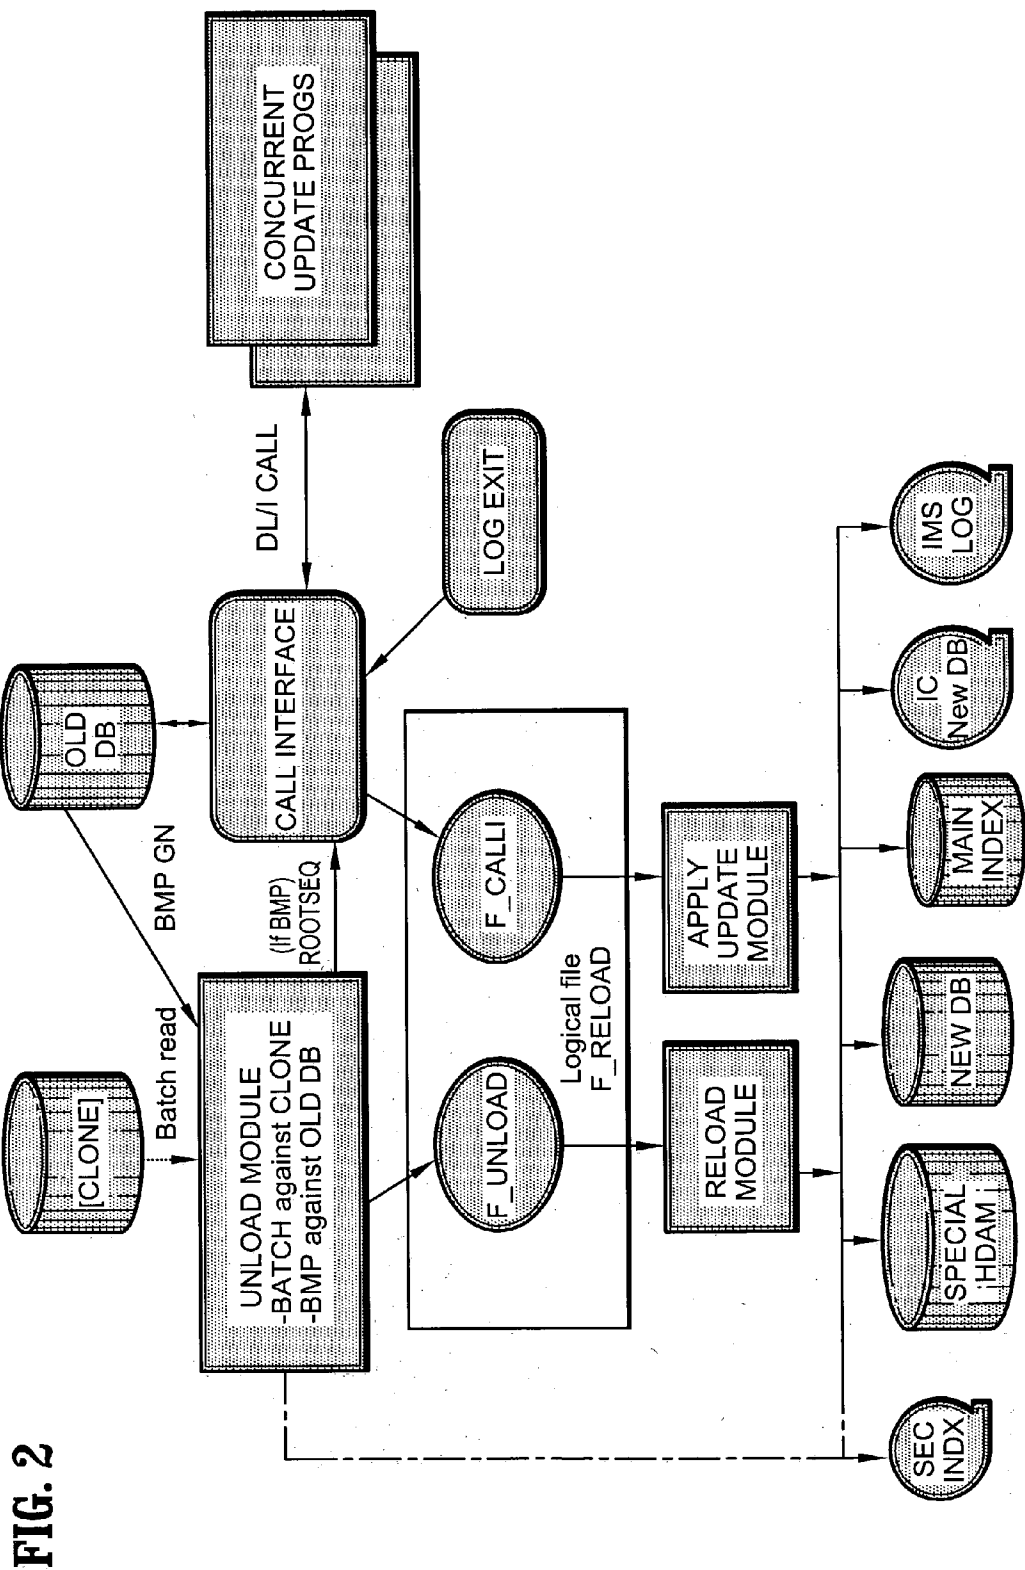 FIG. 2
[CLONE]
OLD
DB
Batch read
BMP GN
UNLOAD MODULE
-BATCH against CLONE
-BMP against OLD DB
(If BMP)
ROOTSEQ
CALL INTERFACE
DL/I CALL
CONCURRENT
UPDATE PROGS
LOG EXIT
F_UNLOAD
F_CALLI
Logical file
F_RELOAD
RELOAD
MODULE
APPLY
UPDATE
MODULE
SEC
INDX
SPECIAL
HDAM
NEW DB
MAIN
INDEX
IC
New DB
IMS
LOG